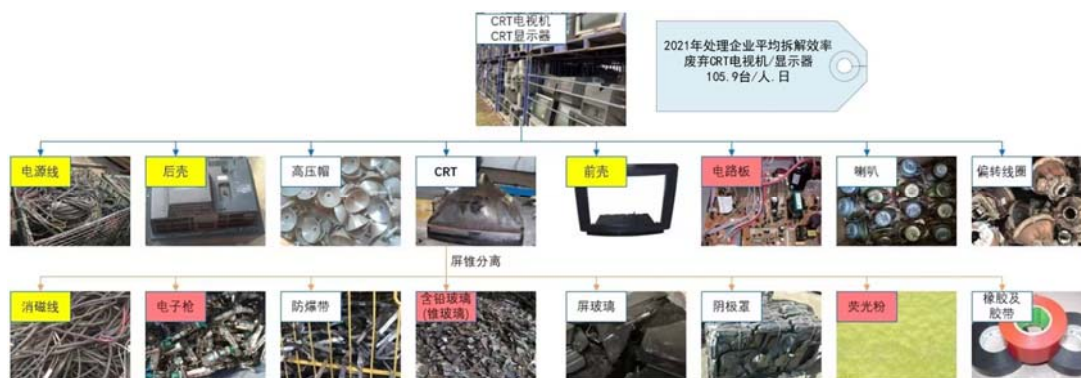 CRT电视机
CRT显示器
2021年处理企业平均拆解效率
废弃CRT电视机/显示器
105.9台/人.日
电源线
后壳
高压帽
CRT
前壳
电路板
喇叭
偏转线圈
屏锥分离
消磁线
电子枪
防爆带
含铅玻璃
(锥玻璃)
屏玻璃
阴极罩
荧光粉
橡胶及
胶带